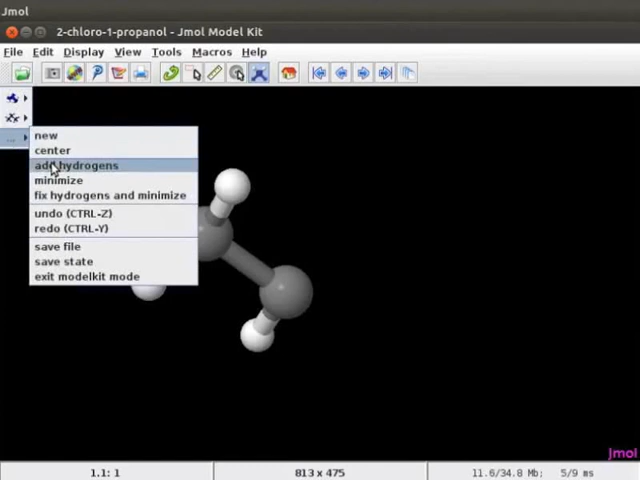 Jmol
2-chloro-1-propanol - Jmol Model Kit
File Edit Display View Tools Macros Help
...
new
center
add hydrogens
minimize
fix hydrogens and minimize
undo (CTRL-Z)
redo (CTRL-Y)
save file
save state
exit modelkit mode
Jmol
1.1: 1 813 x 475 11.6/34.8 Mb; 5/9 ms